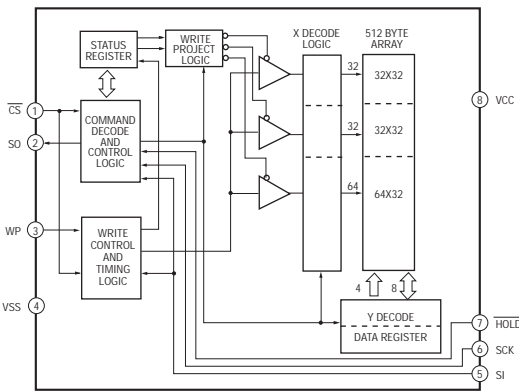 STATUS
REGISTER
WRITE
PROJECT
LOGIC
X DECODE
LOGIC
512 BYTE
ARRAY
32
32X32
32
32X32
64
64X32
COMMAND
DECODE
AND
CONTROL
LOGIC
WRITE
CONTROL
AND
TIMING
LOGIC
4
8
Y DECODE
DATA REGISTER
CS
1
SO
2
WP
3
VSS
4
8
VCC
7
HOLD
6
SCK
5
SI